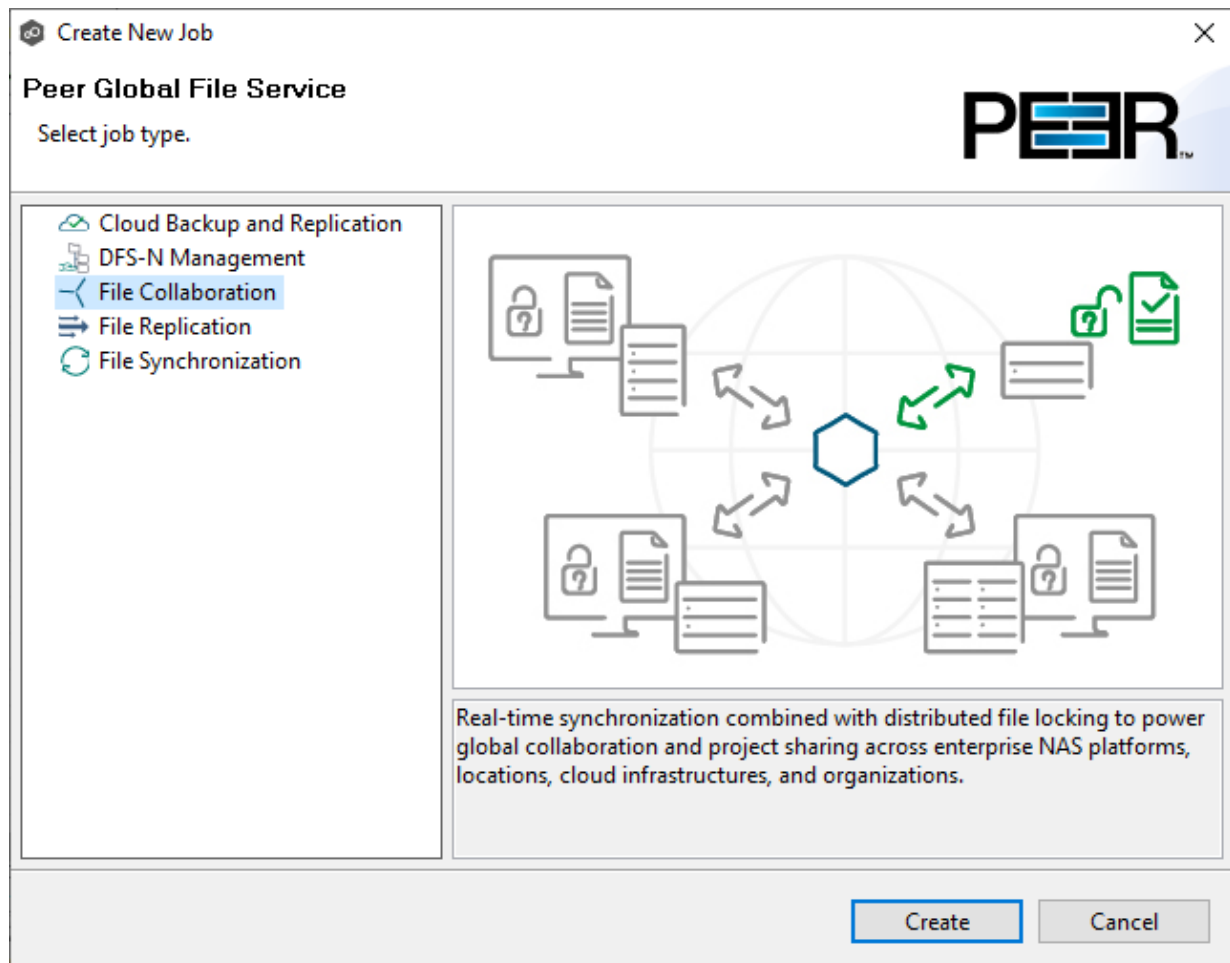 Create New Job
Peer Global File Service
Select job type.
PEER™
Cloud Backup and Replication
DFS-N Management
File Collaboration
File Replication
File Synchronization
?
?
?
?
?
Real-time synchronization combined with distributed file locking to power
global collaboration and project sharing across enterprise NAS platforms,
locations, cloud infrastructures, and organizations.
Create
Cancel